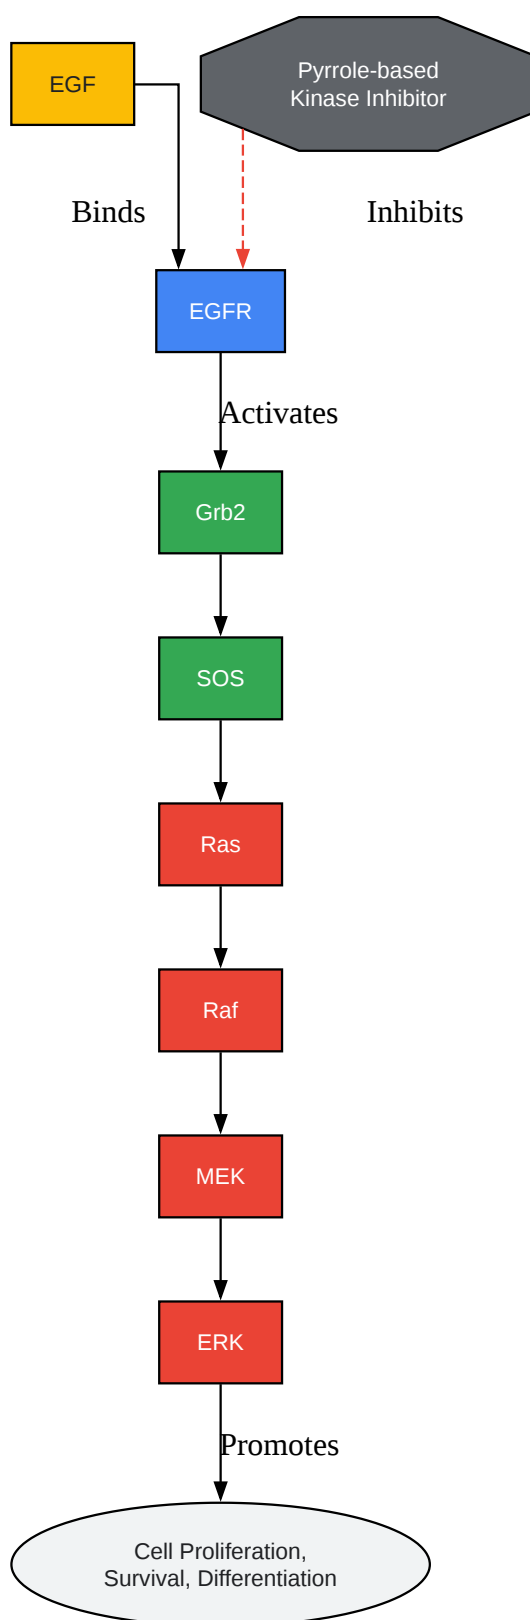 EGF
Pyrrole-based
Kinase Inhibitor
Binds
Inhibits
EGFR
Activates
Grb2
SOS
Ras
Raf
MEK
ERK
Promotes
Cell Proliferation,
Survival, Differentiation